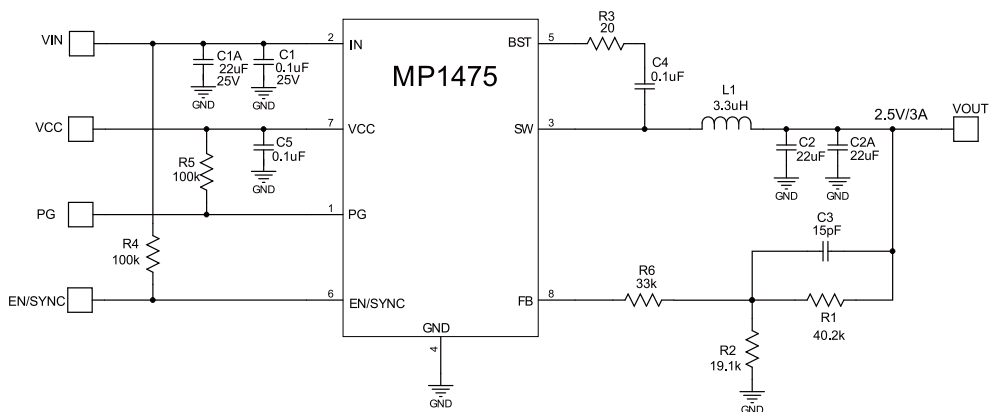 VIN
2
IN
C1A
22uF
25V
GND
C1
0.1uF
25V
GND
MP1475
BST
5
R3
20
C4
0.1uF
L1
3.3uH
SW
3
2.5V/3A
VOUT
C2
22uF
GND
C2A
22uF
GND
VCC
7
VCC
R5
100k
C5
0.1uF
GND
PG
1
PG
R4
100k
C3
15pF
EN/SYNC
6
EN/SYNC
FB
8
R6
33k
R1
40.2k
R2
19.1k
GND
GND
4
GND